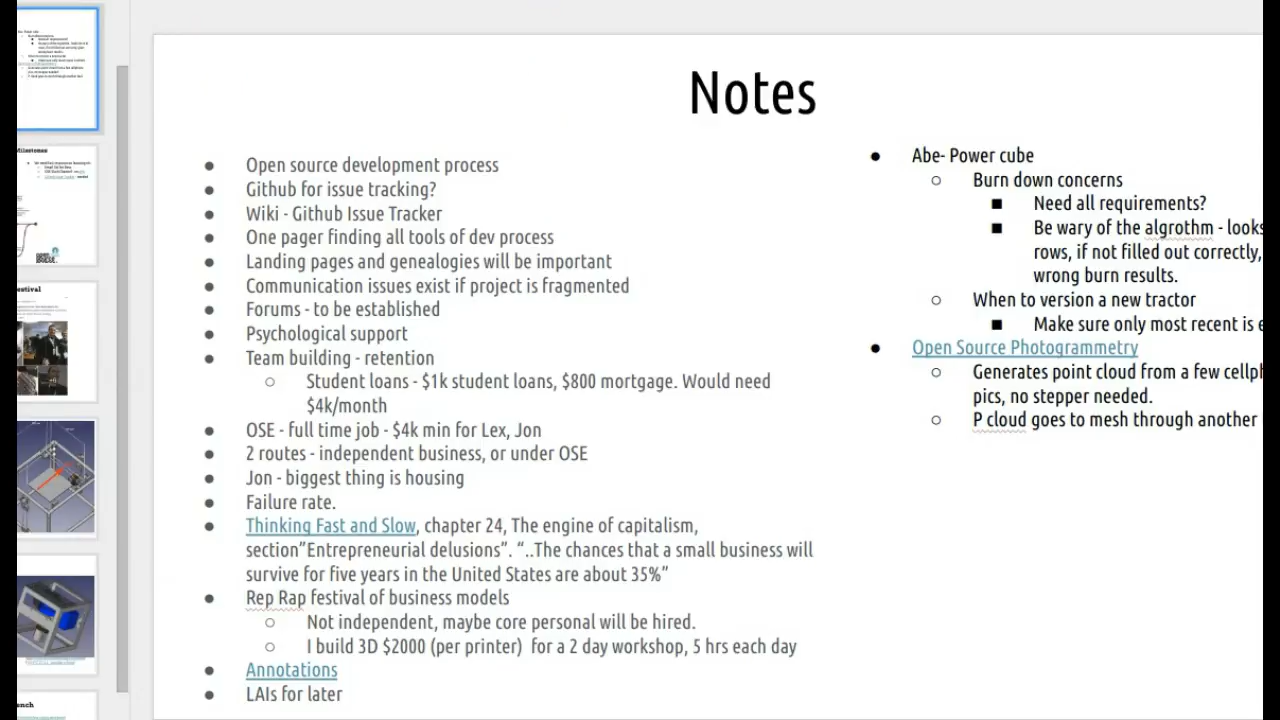 Notes
Open source development process
Github for issue tracking?
Wiki - Github Issue Tracker
One pager finding all tools of dev process
Landing pages and genealogies will be important
Communication issues exist if project is fragmented
Forums - to be established
Psychological support
Team building - retention
Student loans - $1k student loans, $800 mortgage. Would need
$4k/month
OSE - full time job - $4k min for Lex, Jon
2 routes - independent business, or under OSE
Jon - biggest thing is housing
Failure rate.
Thinking Fast and Slow, chapter 24, The engine of capitalism,
section”Entrepreneurial delusions”. “..The chances that a small business will
survive for five years in the United States are about 35%”
Rep Rap festival of business models
Not independent, maybe core personal will be hired.
I build 3D $2000 (per printer)  for a 2 day workshop, 5 hrs each day
Annotations
LAIs for later
Abe- Power cube
Burn down concerns
Need all requirements?
Be wary of the algrothm - looks
rows, if not filled out correctly,
wrong burn results.
When to version a new tractor
Make sure only most recent is
Open Source Photogrammetry
Generates point cloud from a few
pics, no stepper needed.
P cloud goes to mesh through another